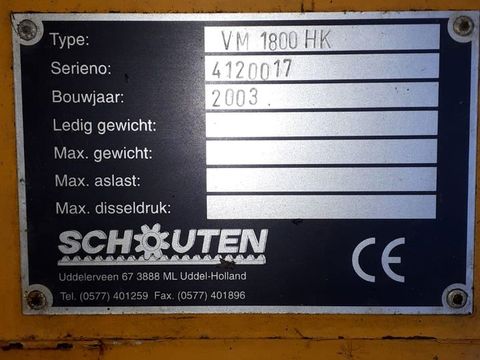 Type: VM 1800 HK
Serieno: 4120017
Bouwjaar: 2003.
Ledig gewicht:
Max. gewicht:
Max. aslast:
Max. disseldruk:
SCHOUTEN
CE
Uddelerveen 67 3888 ML Uddel-Holland
Tel. (0577) 401259 Fax. (0577) 401896